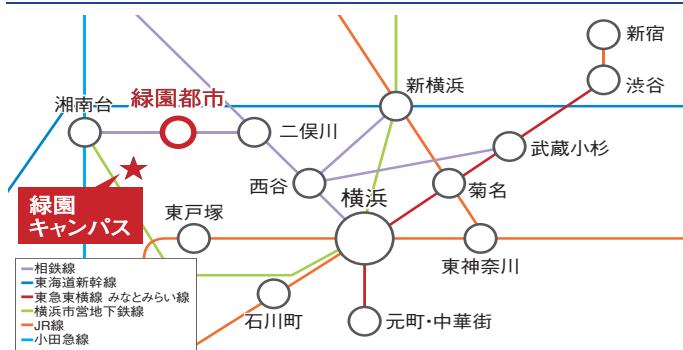 新宿
渋谷
新横浜
湘南台
緑園都市
二俣川
武蔵小杉
西谷
菊名
横浜
緑園
キャンパス
東戸塚
東神奈川
石川町
元町・中華街
相鉄線
東海道新幹線
東急東横線 みなとみらい線
横浜市営地下鉄線
JR線
小田急線